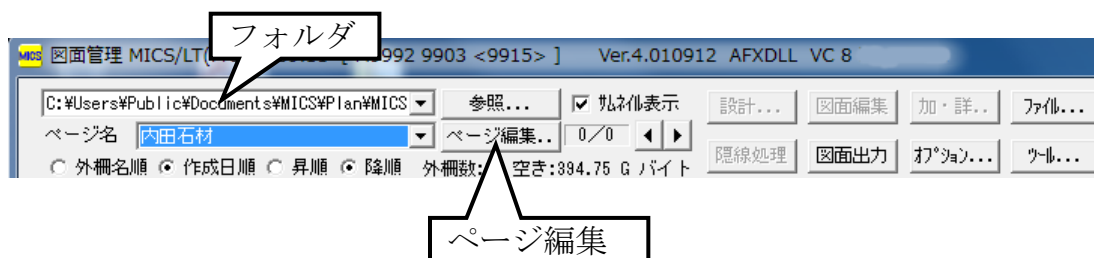 フォルダ
MICS 図面管理 MICS/LT( 992 9903 <9915> ] Ver.4.010912 AFXDLL VC 8
C:¥Users¥Public¥Documents¥MICS¥Plan¥MICS 参照... サムネイル表示 設計... 図面編集 加・詳.. ファイル...
ページ名 内田石材 ページ編集.. 0/0
外柵名順 作成日順 昇順 降順 外柵数: 空き:394.75 G バイト 隠線処理 図面出力 オプション... ツール...
ページ編集